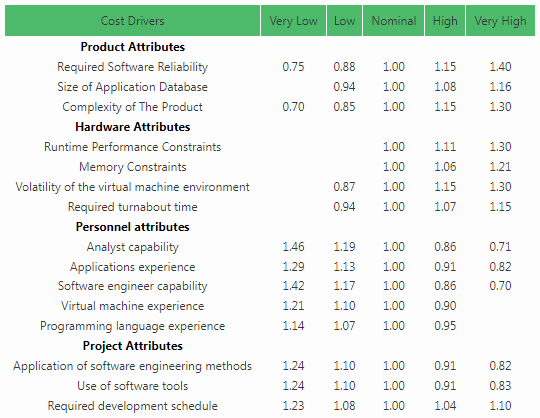 Cost Drivers Very Low Low Nominal High Very High
Product Attributes
Required Software Reliability 0.75 0.88 1.00 1.15 1.40
Size of Application Database 0.94 1.00 1.08 1.16
Complexity of The Product 0.70 0.85 1.00 1.15 1.30
Hardware Attributes
Runtime Performance Constraints 1.00 1.11 1.30
Memory Constraints 1.00 1.06 1.21
Volatility of the virtual machine environment 0.87 1.00 1.15 1.30
Required turnabout time 0.94 1.00 1.07 1.15
Personnel attributes
Analyst capability 1.46 1.19 1.00 0.86 0.71
Applications experience 1.29 1.13 1.00 0.91 0.82
Software engineer capability 1.42 1.17 1.00 0.86 0.70
Virtual machine experience 1.21 1.10 1.00 0.90
Programming language experience 1.14 1.07 1.00 0.95
Project Attributes
Application of software engineering methods 1.24 1.10 1.00 0.91 0.82
Use of software tools 1.24 1.10 1.00 0.91 0.83
Required development schedule 1.23 1.08 1.00 1.04 1.10